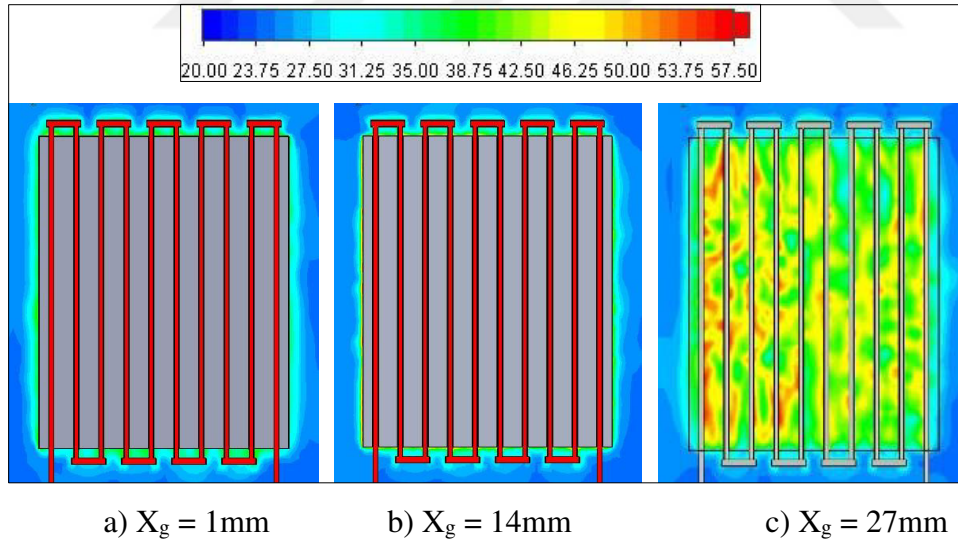 20.00 23.75 27.50 31.25 35.00 38.75 42.50 46.25 50.00 53.75 57.50
a) Xg = 1mm b) Xg = 14mm c) Xg = 27mm